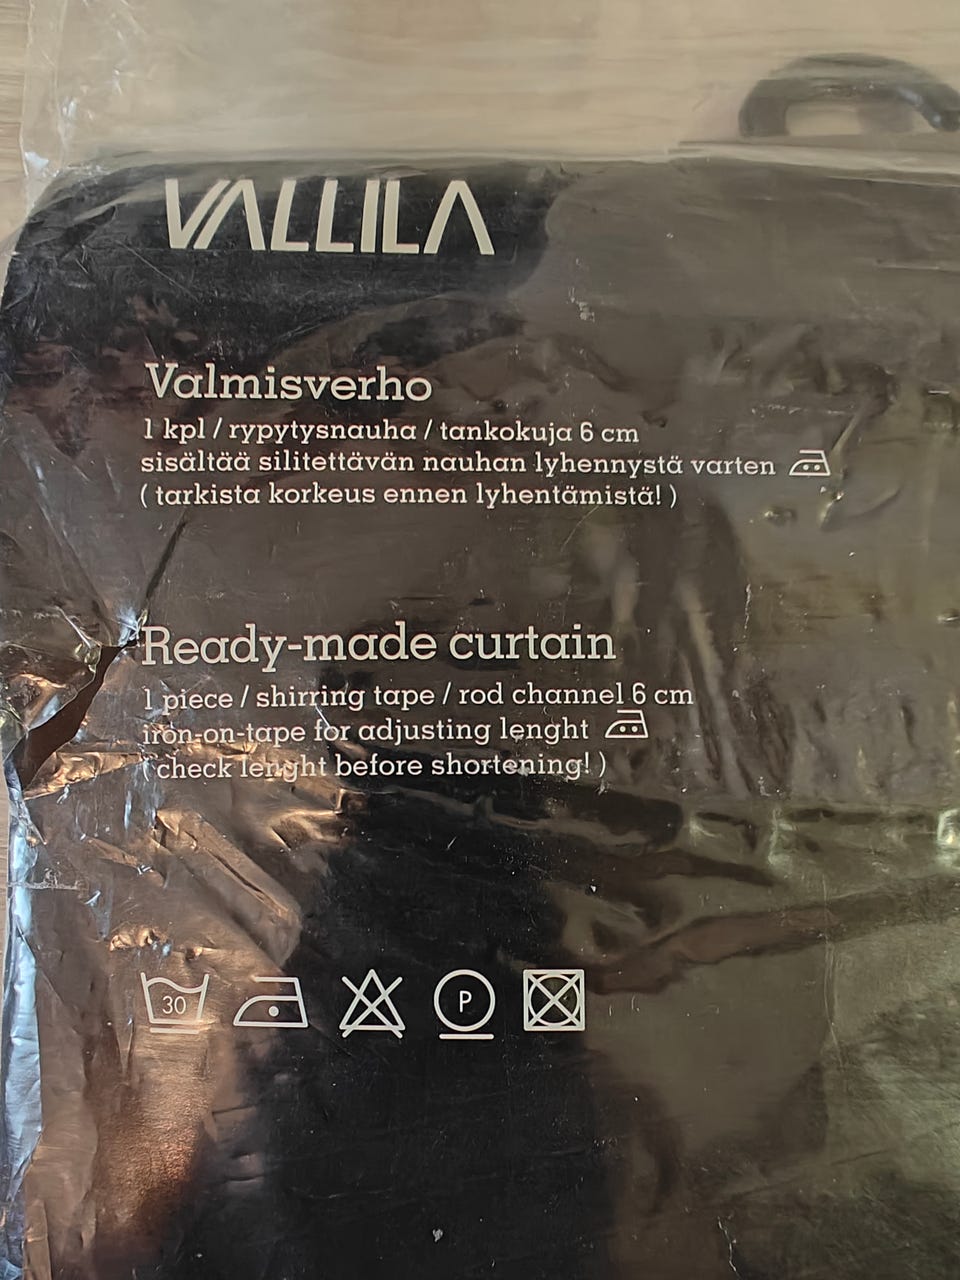 VALLILA
Valmisverho
1 kpl / rypytysnauha / tankokuja 6 cm
sisältää silitettävän nauhan lyhennystä varten
( tarkista korkeus ennen lyhentämistä! )
Ready-made curtain
1 piece / shirring tape / rod channel 6 cm
iron-on-tape for adjusting lenght
( check lenght before shortening! )
30 P